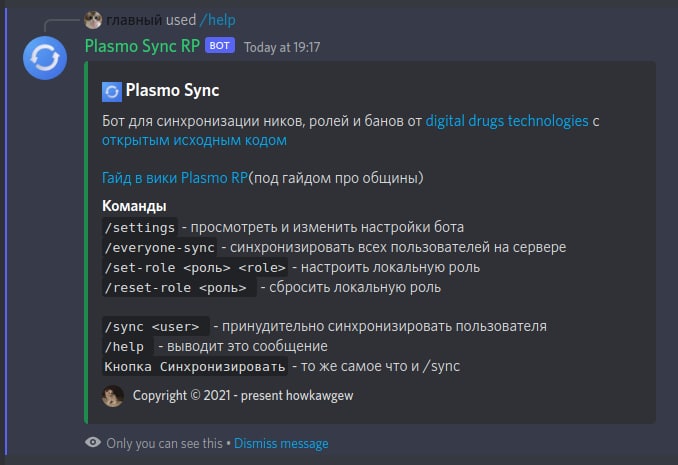 главный used /help
Plasmo Sync RP BOT Today at 19:17
Plasmo Sync
Бот для синхронизации ников, ролей и банов от digital drugs technologies с
открытым исходным кодом
Гайд в вики Plasmo RP(под гайдом про общины)
Команды
/settings - просмотреть и изменить настройки бота
/everyone-sync - синхронизировать всех пользователей на сервере
/set-role <роль> <role> - настроить локальную роль
/reset-role <роль> - сбросить локальную роль
/sync <user> - принудительно синхронизировать пользователя
/help - выводит это сообщение
Кнопка Синхронизировать - то же самое что и /sync
Copyright © 2021 - present howkawgew
Only you can see this • Dismiss message